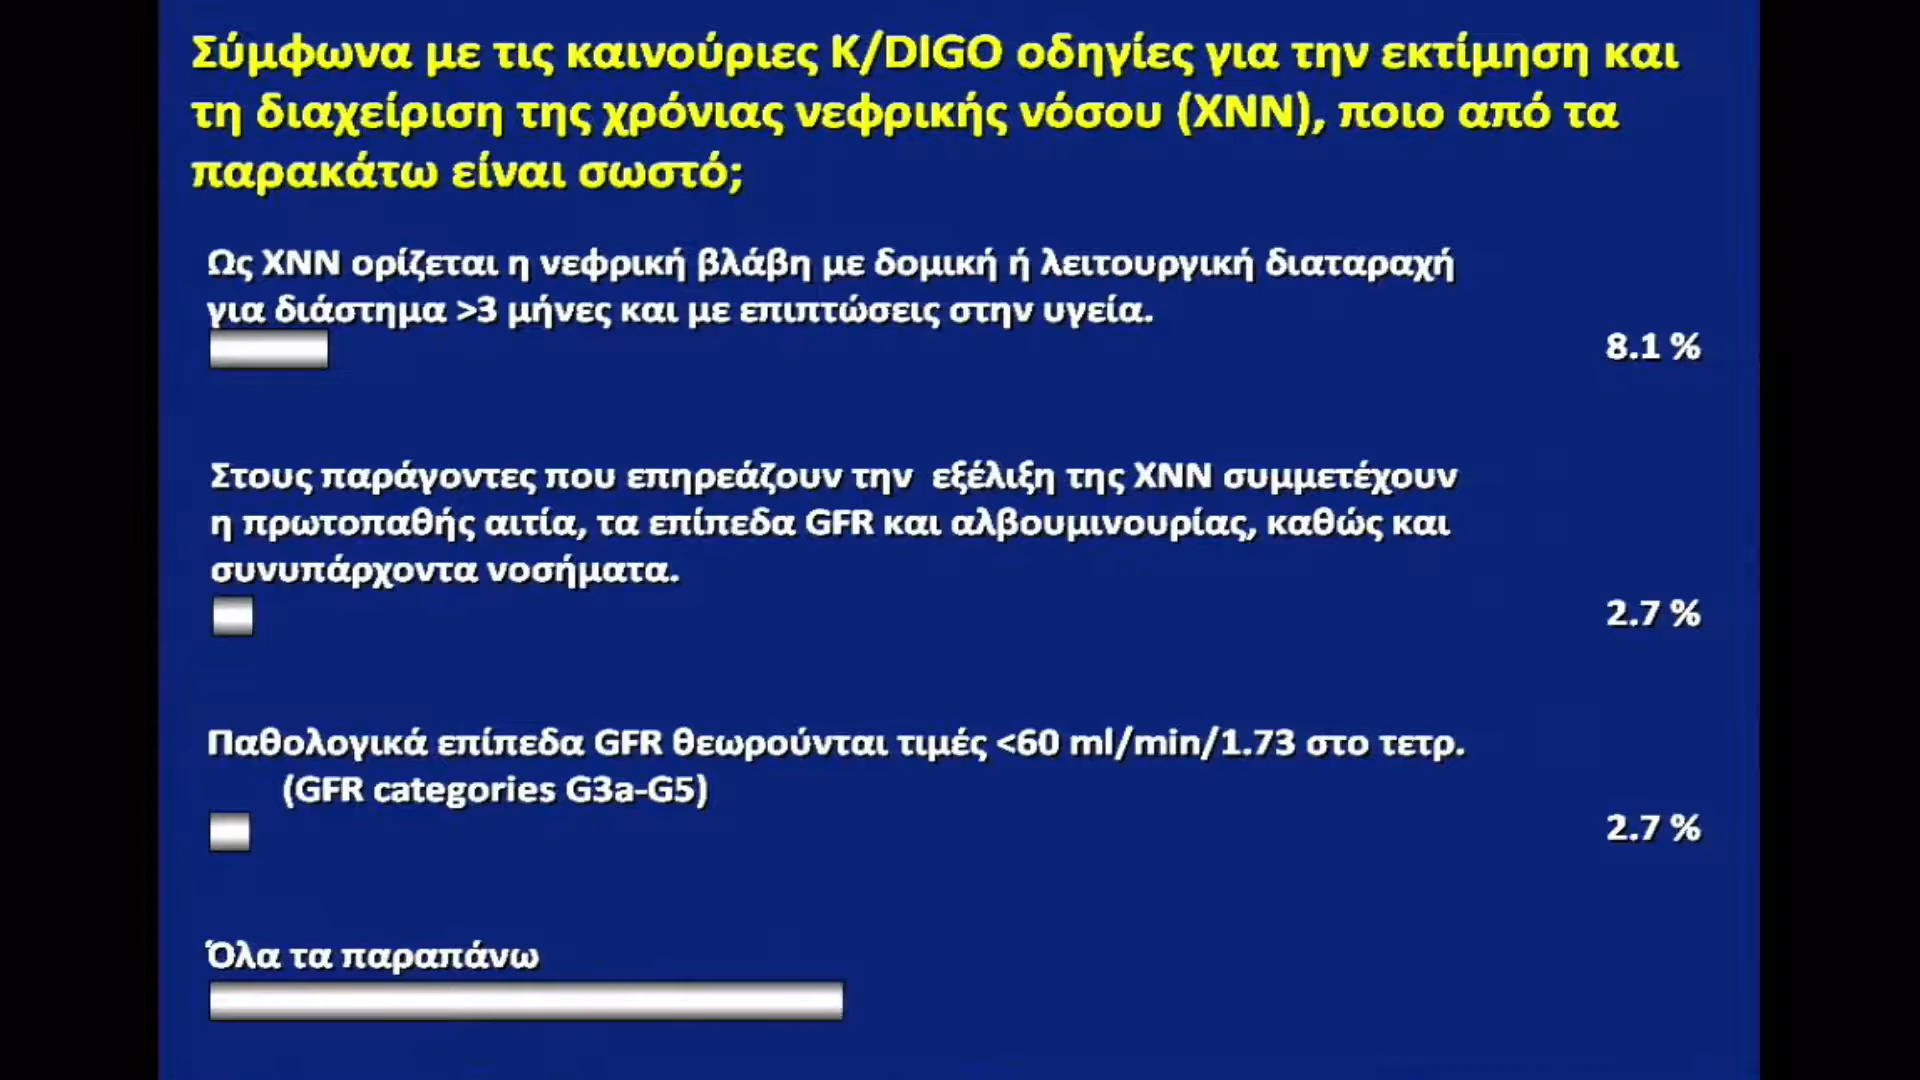 Σύμφωνα με τις καινούριες K/DIGO οδηγίες για την εκτίμηση και
τη διαχείριση της χρόνιας νεφρικής νόσου (ΧΝΝ), ποιο από τα
παρακάτω είναι σωστό;
Ως ΧΝΝ ορίζεται η νεφρική βλάβη με δομική ή λειτουργική διαταραχή
για διάστημα >3 μήνες και με επιπτώσεις στην υγεία.
8.1 %
Στους παράγοντες που επηρεάζουν την εξέλιξη της ΧΝΝ συμμετέχουν
η πρωτοπαθής αιτία, τα επίπεδα GFR και αλβουμινουρίας, καθώς και
συνυπάρχοντα νοσήματα.
2.7 %
Παθολογικά επίπεδα GFR θεωρούνται τιμές <60 ml/min/1.73 στο τετρ.
(GFR categories G3a-G5)
2.7 %
Όλα τα παραπάνω